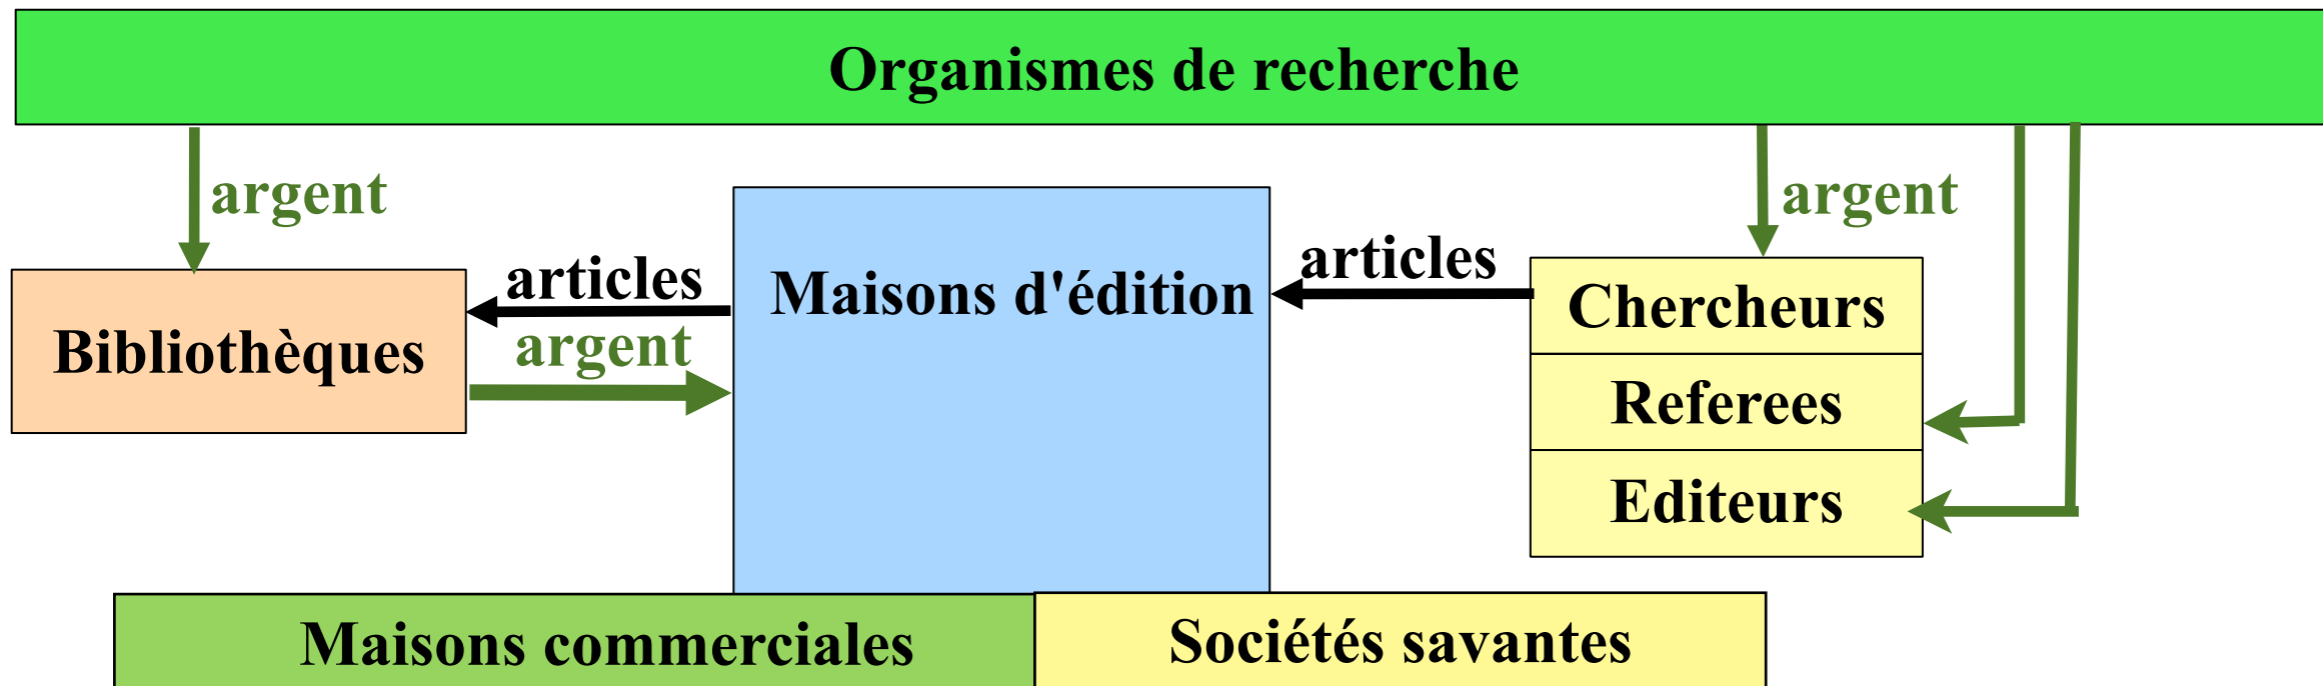 Organismes de recherche
argent
argent
articles
articles
Maisons d'édition
Chercheurs
Bibliothèques
argent
Referees
Editeurs
Maisons commerciales
Sociétés savantes